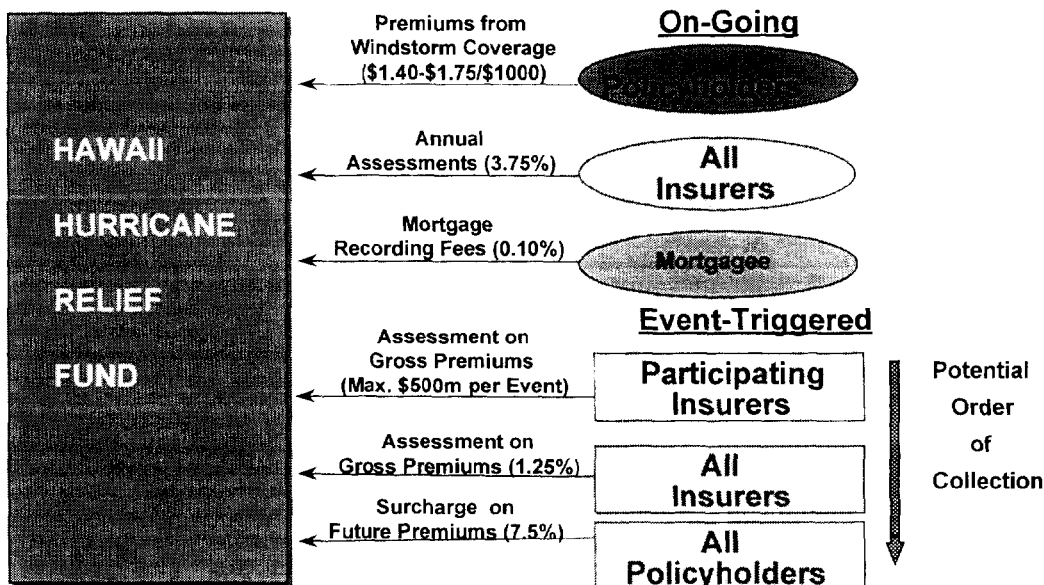 On-Going
HAWAII
HURRICANE
RELIEF
FUND
Premiums from
Windstorm Coverage
($1.40-$1.75/$1000)
Policyholders
Annual
Assessments (3.75%)
All
Insurers
Mortgage
Recording Fees (0.10%)
Mortgagee
Event-Triggered
Assessment on
Gross Premiums
(Max. $500m per Event)
Participating
Insurers
Assessment on
Gross Premiums (1.25%)
All
Insurers
Surcharge on
Future Premiums (7.5%)
All
Policyholders
Potential
Order
of
Collection